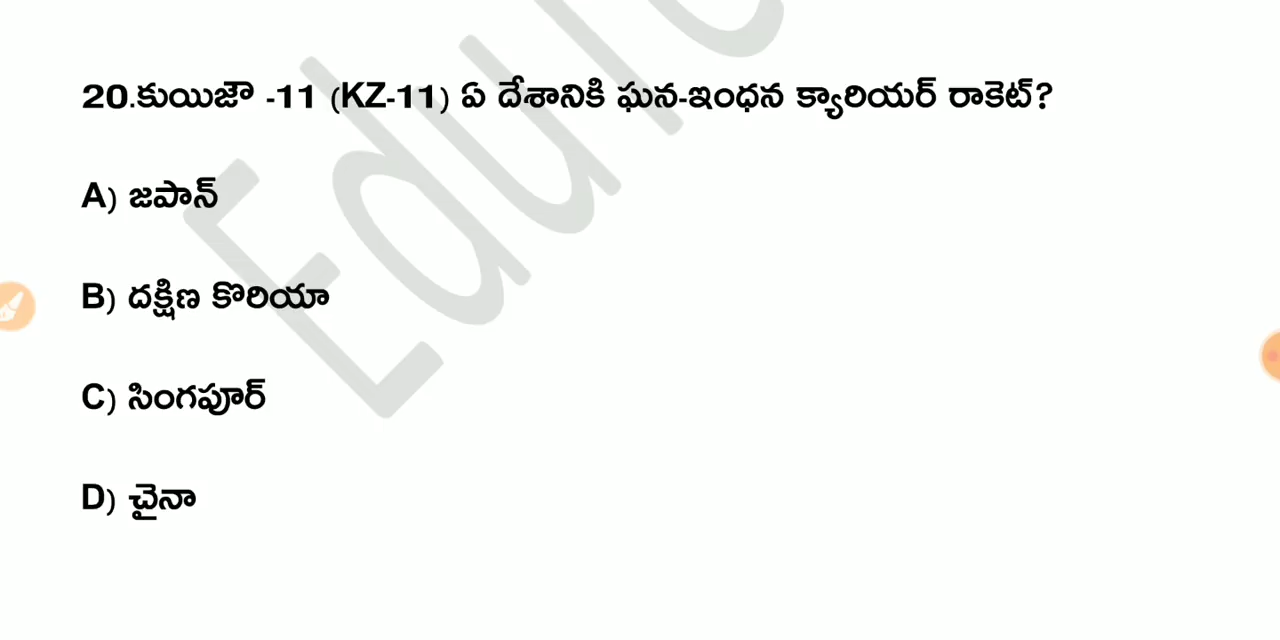 20.కుయిజౌ -11 (KZ-11) ఏ దేశానికి ఘన-ఇంధన క్యారియర్ రాకెట్?
A) జపాన్
B) దక్షిణ కొరియా
C) సింగపూర్
D) చైనా